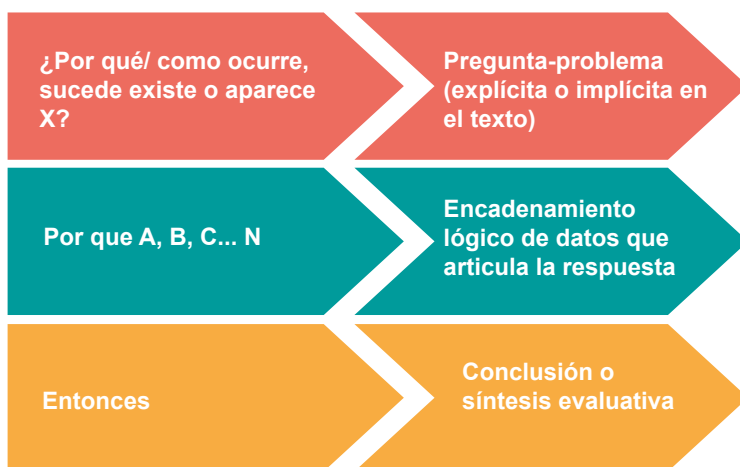 ¿Por qué/ como ocurre,
sucede existe o aparece
X?
Pregunta-problema
(explícita o implícita en
el texto)
Por que A, B, C... N
Encadenamiento
lógico de datos que
articula la respuesta
Entonces
Conclusión o
síntesis evaluativa